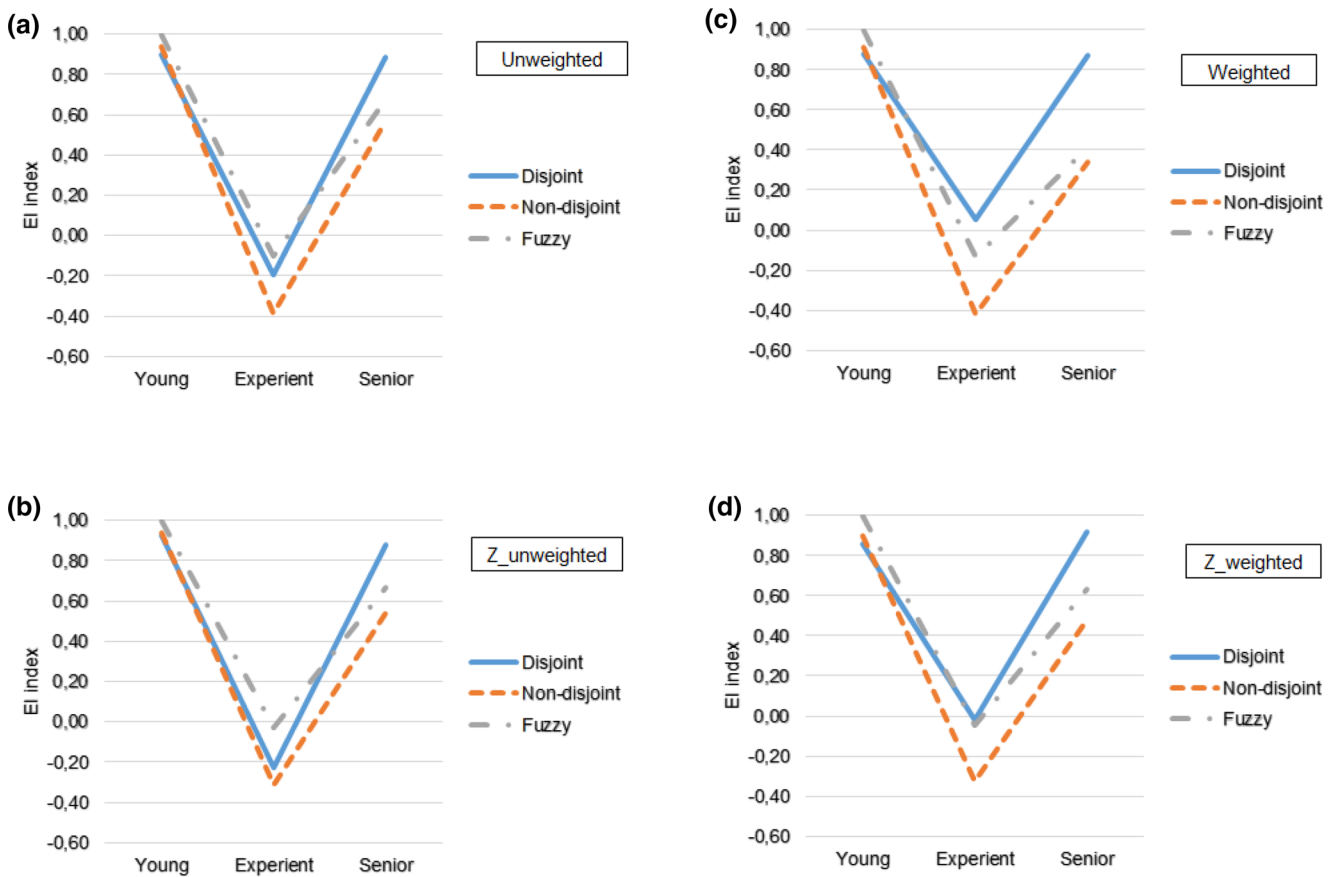 (a)
Unweighted
EI index
1,00
0,80
0,60
0,40
0,20
0,00
-0,20
-0,40
-0,60
Young Experient Senior
Disjoint
Non-disjoint
Fuzzy
(c)
Weighted
EI index
1,00
0,80
0,60
0,40
0,20
0,00
-0,20
-0,40
-0,60
Young Experient Senior
Disjoint
Non-disjoint
Fuzzy
(b)
Z_unweighted
EI index
1,00
0,80
0,60
0,40
0,20
0,00
-0,20
-0,40
-0,60
Young Experient Senior
Disjoint
Non-disjoint
Fuzzy
(d)
Z_weighted
EI index
1,00
0,80
0,60
0,40
0,20
0,00
-0,20
-0,40
-0,60
Young Experient Senior
Disjoint
Non-disjoint
Fuzzy